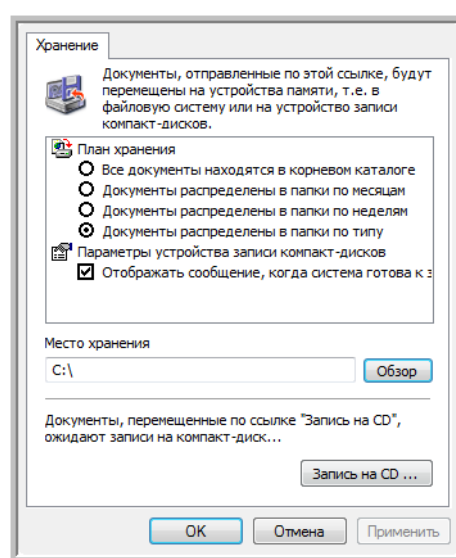 Хранение
Документы, отправленные по этой ссылке, будут
перемещены на устройства памяти, т.е. в
файловую систему или на устройство записи
компакт-дисков.
План хранения
Все документы находятся в корневом каталоге
Документы распределены в папки по месяцам
Документы распределены в папки по неделям
Документы распределены в папки по типу
Параметры устройства записи компакт-дисков
Отображать сообщение, когда система готова к з
Место хранения
C:\
Обзор
Документы, перемещенные по ссылке "Запись на CD",
ожидают записи на компакт-диск...
Запись на CD ...
OK
Отмена
Применить